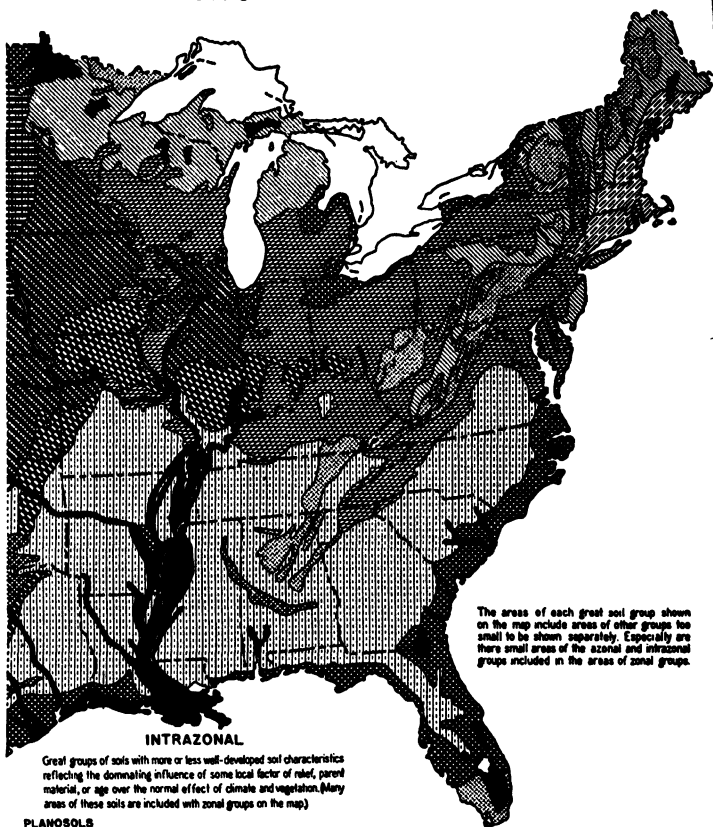 The areas of each great soil group shown
on the map include areas of other groups too
small to be shown separately. Especially are
there small areas of the azonal and intrazonal
groups included in the areas of zonal groups.
INTRAZONAL
Great groups of soils with more or less well-developed soil characteristics
reflecting the dominating influence of some local factor of relief, parent
material, or age over the normal effect of climate and vegetation. (Many
areas of these soils are included with zonal groups on the map.)
PLANOSOLS